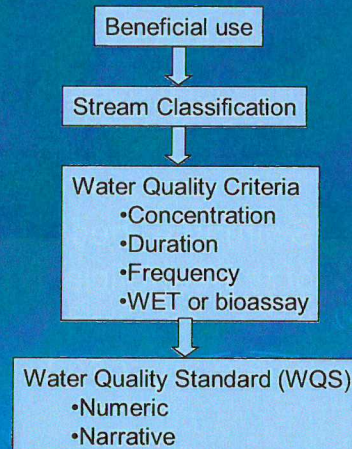 Beneficial use
Stream Classification
Water Quality Criteria
•Concentration
•Duration
•Frequency
•WET or bioassay
Water Quality Standard (WQS)
•Numeric
•Narrative